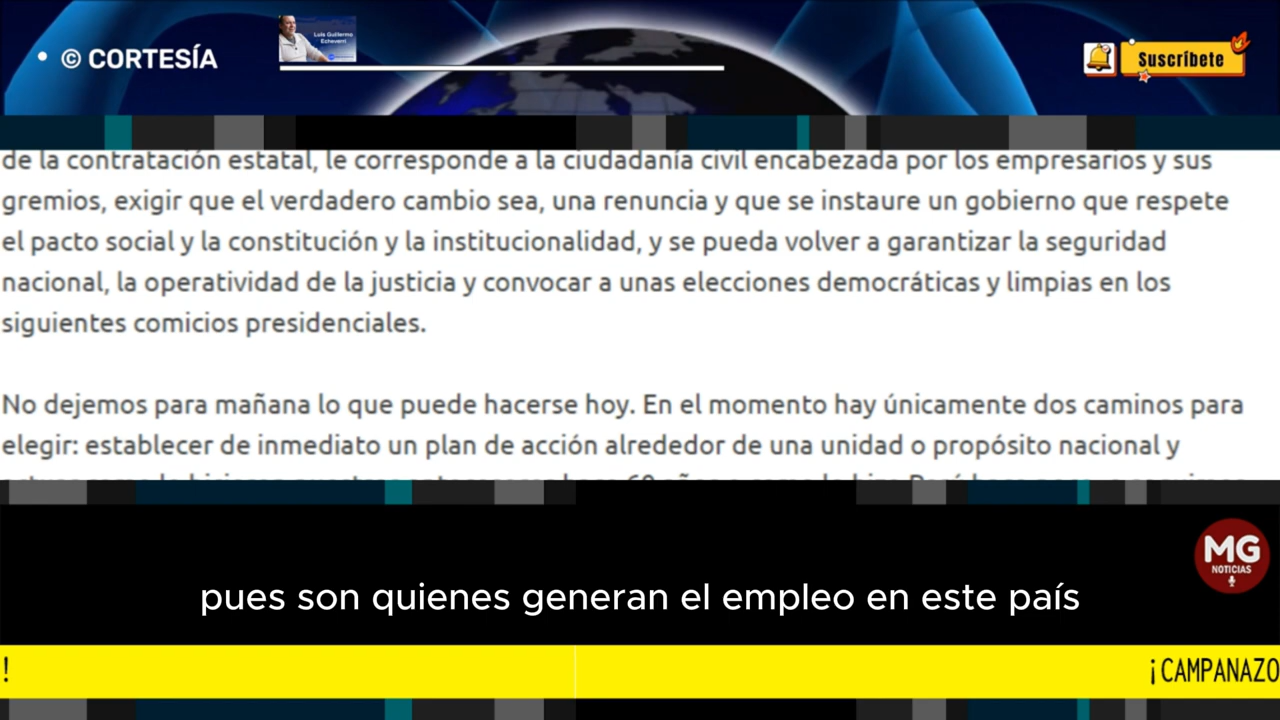 • © CORTESÍA
Luis Guillermo
Echeverri
Suscríbete
de la contratación estatal, le corresponde a la ciudadanía civil encabezada por los empresarios y sus
gremios, exigir que el verdadero cambio sea, una renuncia y que se instaure un gobierno que respete
el pacto social y la constitución y la institucionalidad, y se pueda volver a garantizar la seguridad
nacional, la operatividad de la justicia y convocar a unas elecciones democráticas y limpias en los
siguientes comicios presidenciales.
No dejemos para mañana lo que puede hacerse hoy. En el momento hay únicamente dos caminos para
elegir: establecer de inmediato un plan de acción alrededor de una unidad o propósito nacional y
MG
NOTICIAS
pues son quienes generan el empleo en este país
! ¡CAMPANAZO